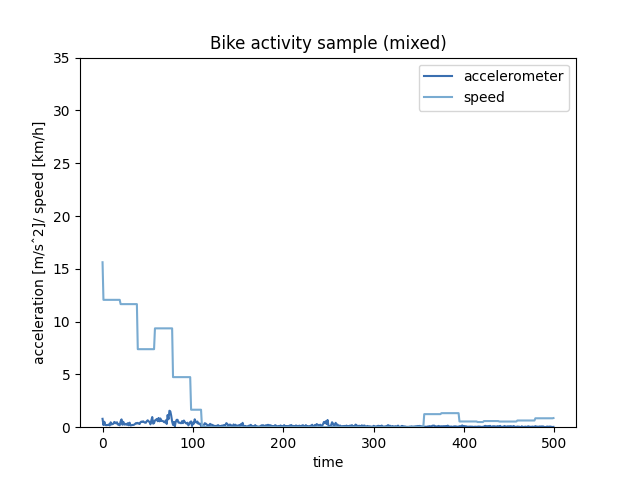 Bike activity sample (mixed)
accelerometer
speed
35
30
25
20
15
10
5
0
acceleration [m/sˆ2]/ speed [km/h]
0 100 200 300 400 500
time